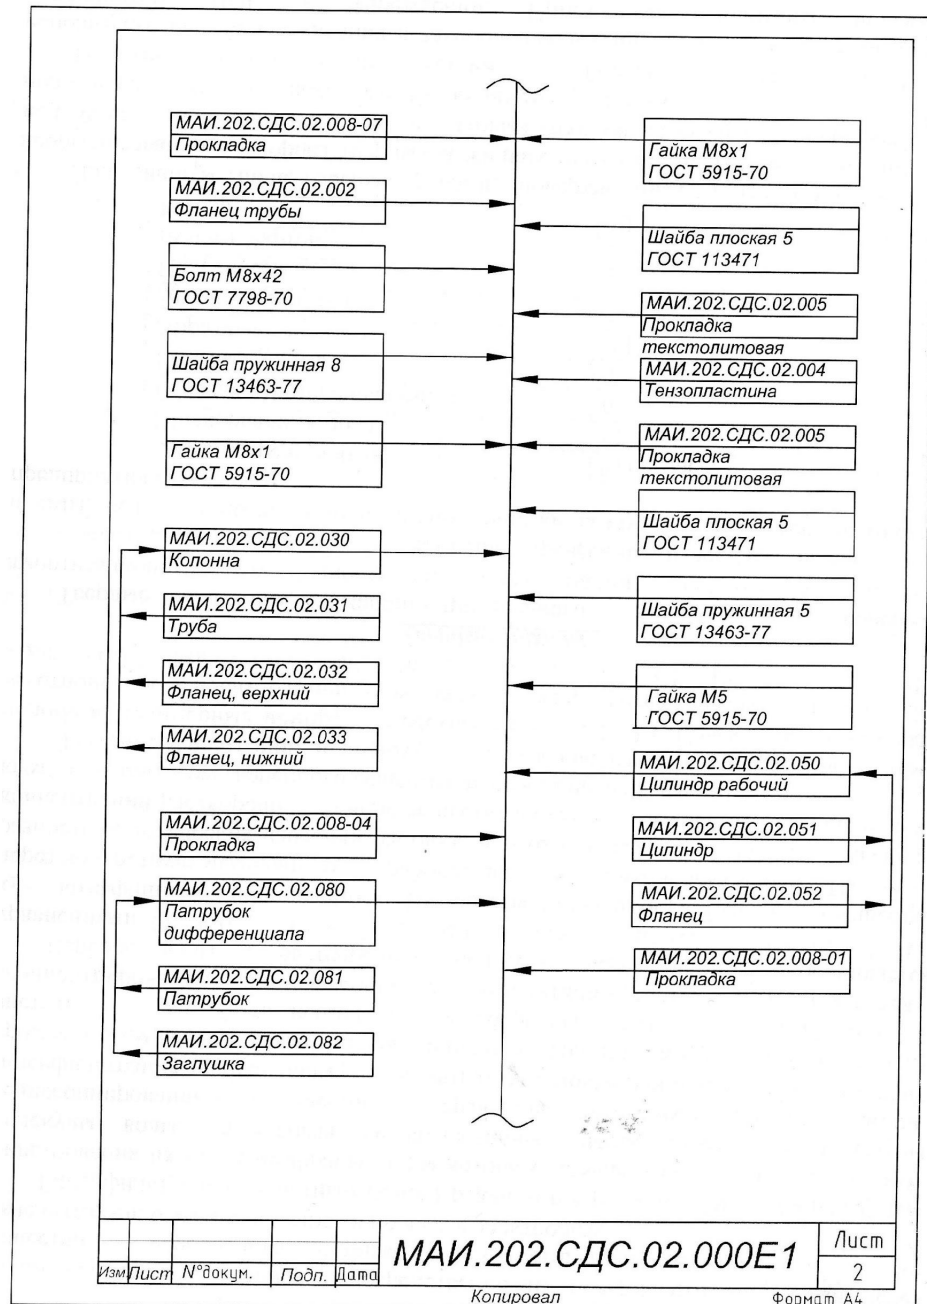 МАИ.202.СДС.02.008-07
Прокладка
МАИ.202.СДС.02.002
Фланец трубы
Болт М8х42
ГОСТ 7798-70
Шайба пружинная 8
ГОСТ 13463-77
Гайка М8х1
ГОСТ 5915-70
МАИ.202.СДС.02.030
Колонна
МАИ.202.СДС.02.031
Труба
МАИ.202.СДС.02.032
Фланец, верхний
МАИ.202.СДС.02.033
Фланец, нижний
МАИ.202.СДС.02.008-04
Прокладка
МАИ.202.СДС.02.080
Патрубок
дифференциала
МАИ.202.СДС.02.081
Патрубок
МАИ.202.СДС.02.082
Заглушка
Гайка М8х1
ГОСТ 5915-70
Шайба плоская 5
ГОСТ 113471
МАИ.202.СДС.02.005
Прокладка
текстолитовая
МАИ.202.СДС.02.004
Тензопластина
МАИ.202.СДС.02.005
Прокладка
текстолитовая
Шайба плоская 5
ГОСТ 113471
Шайба пружинная 5
ГОСТ 13463-77
Гайка М5
ГОСТ 5915-70
МАИ.202.СДС.02.050
Цилиндр рабочий
МАИ.202.СДС.02.051
Цилиндр
МАИ.202.СДС.02.052
Фланец
МАИ.202.СДС.02.008-01
Прокладка
Изм Лист N°докум. Подп. Дата
МАИ.202.СДС.02.000Е1
Лист
2
Копировал Формат А4